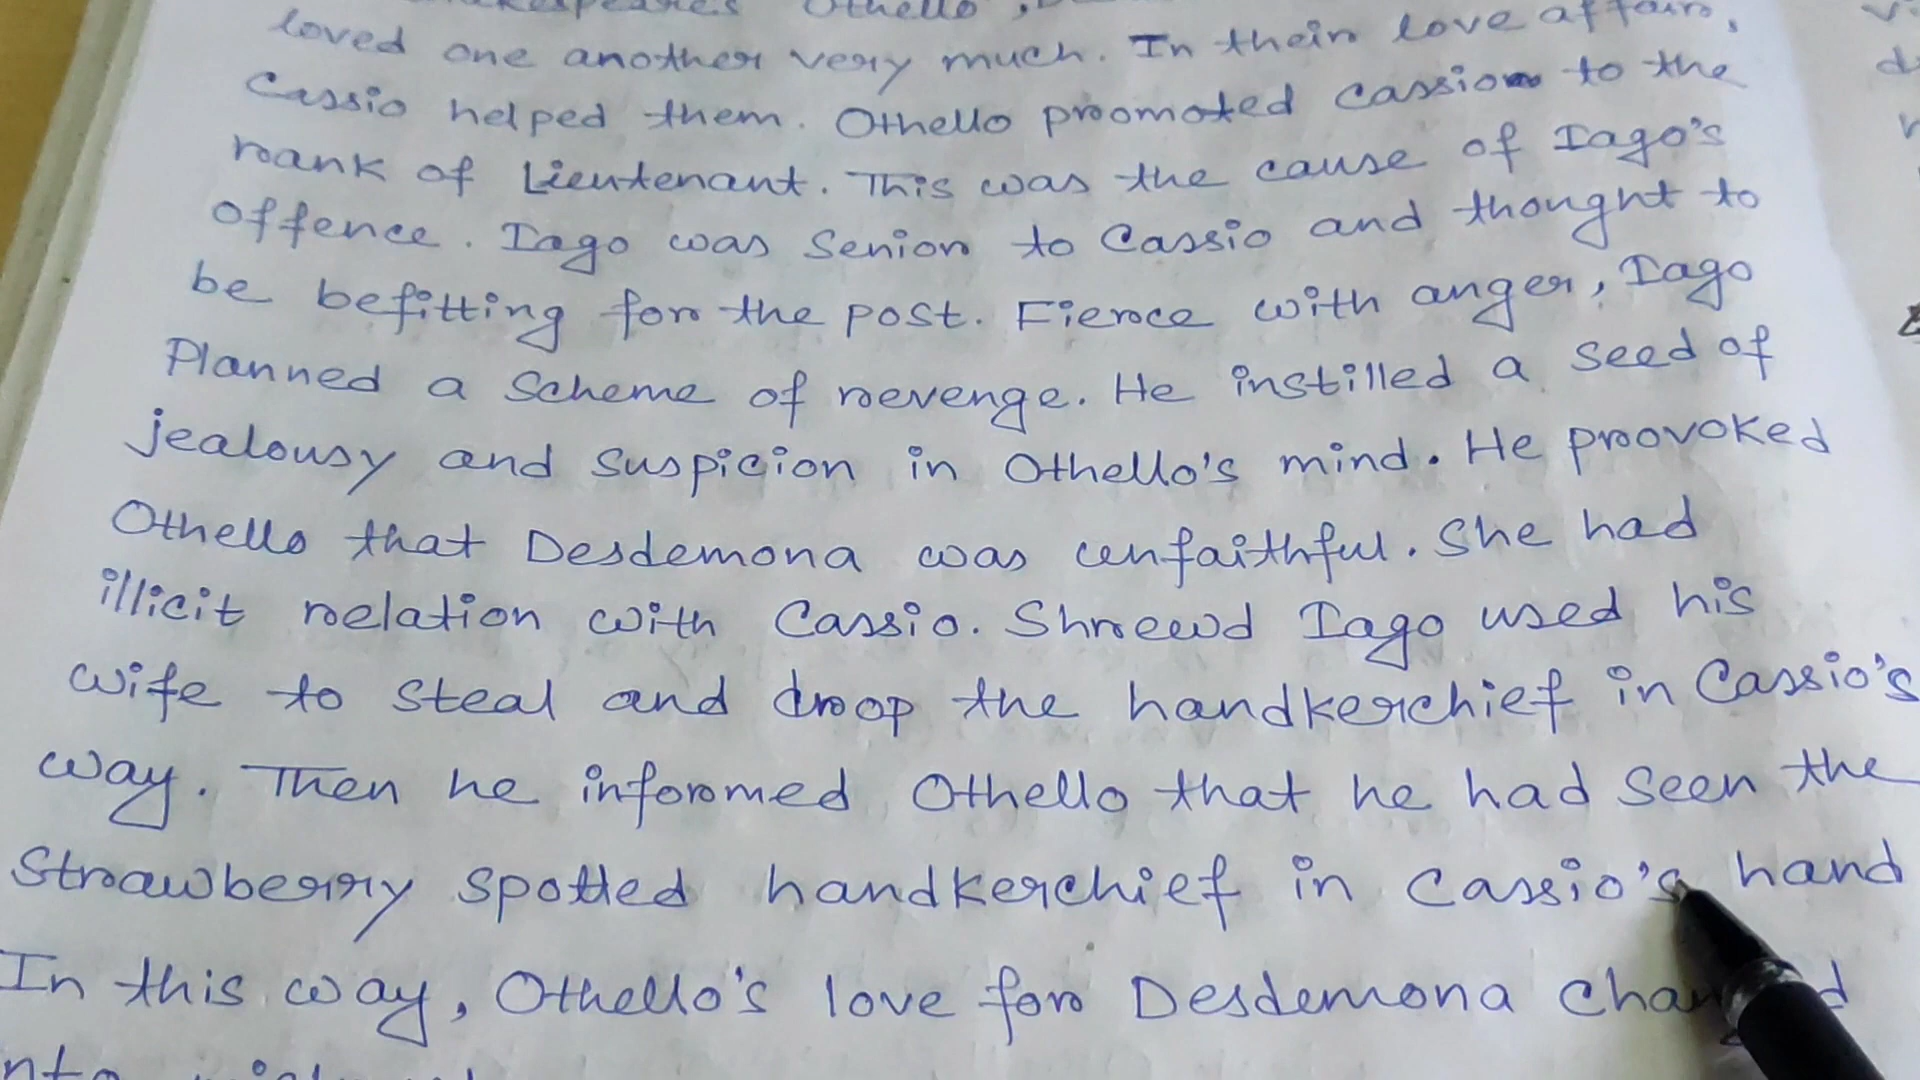 Othello,
loved one another very much. In their love affair,
Cassio helped them. Othello promoted Cassio to the
rank of Lieutenant. This was the cause of Iago's
offence. Iago was Senior to Cassio and thought to
be befitting for the post. Fierce with anger, Iago
Planned a Scheme of revenge. He instilled a seed of
jealousy and suspicion in Othello's mind. He provoked
Othello that Desdemona was unfaithful. She had
illicit relation with Cassio. Shrewd Iago used his
wife to steal and drop the handkerchief in Cassio's
way. Then he informed Othello that he had seen the
Strawberry spotted handkerchief in Cassio's hand
In this way, Othello's love for Desdemona